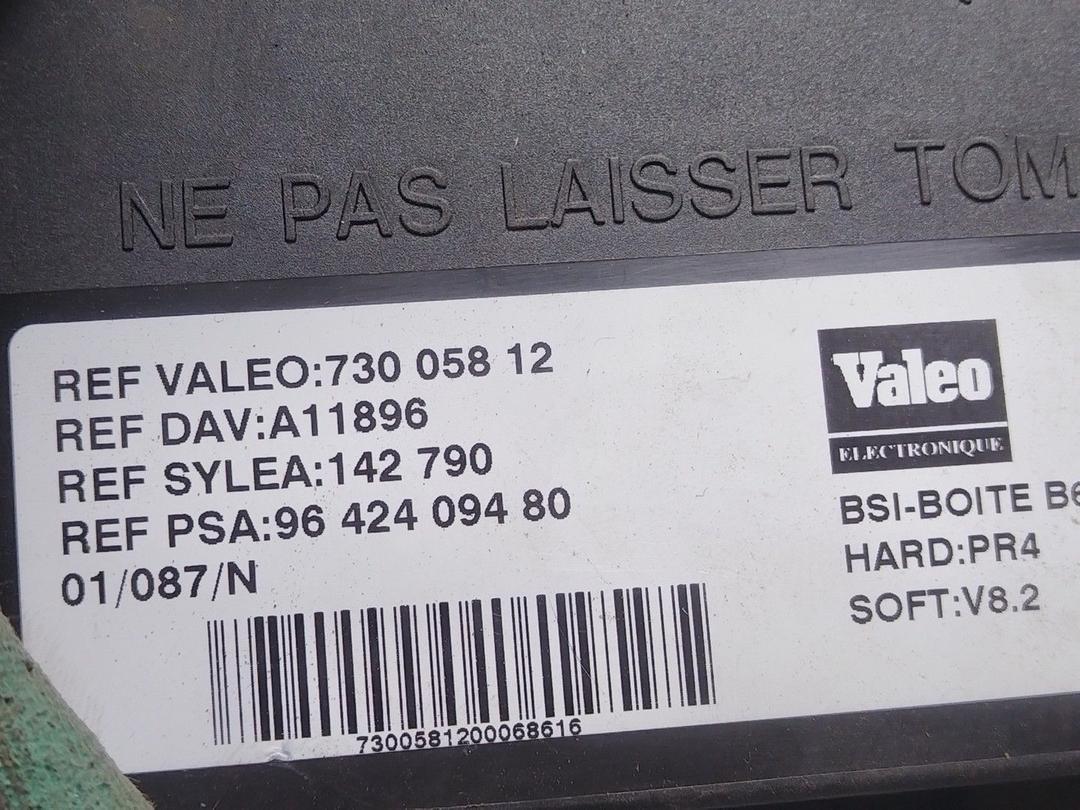 NE PAS LAISSER TOM
REF VALEO:730 058 12
REF DAV:A11896
REF SYLEA:142 790
REF PSA:96 424 094 80
01/087/N
7300581200068616
Valeo
ELECTRONIQUE
BSI-BOITE B6
HARD:PR4
SOFT:V8.2